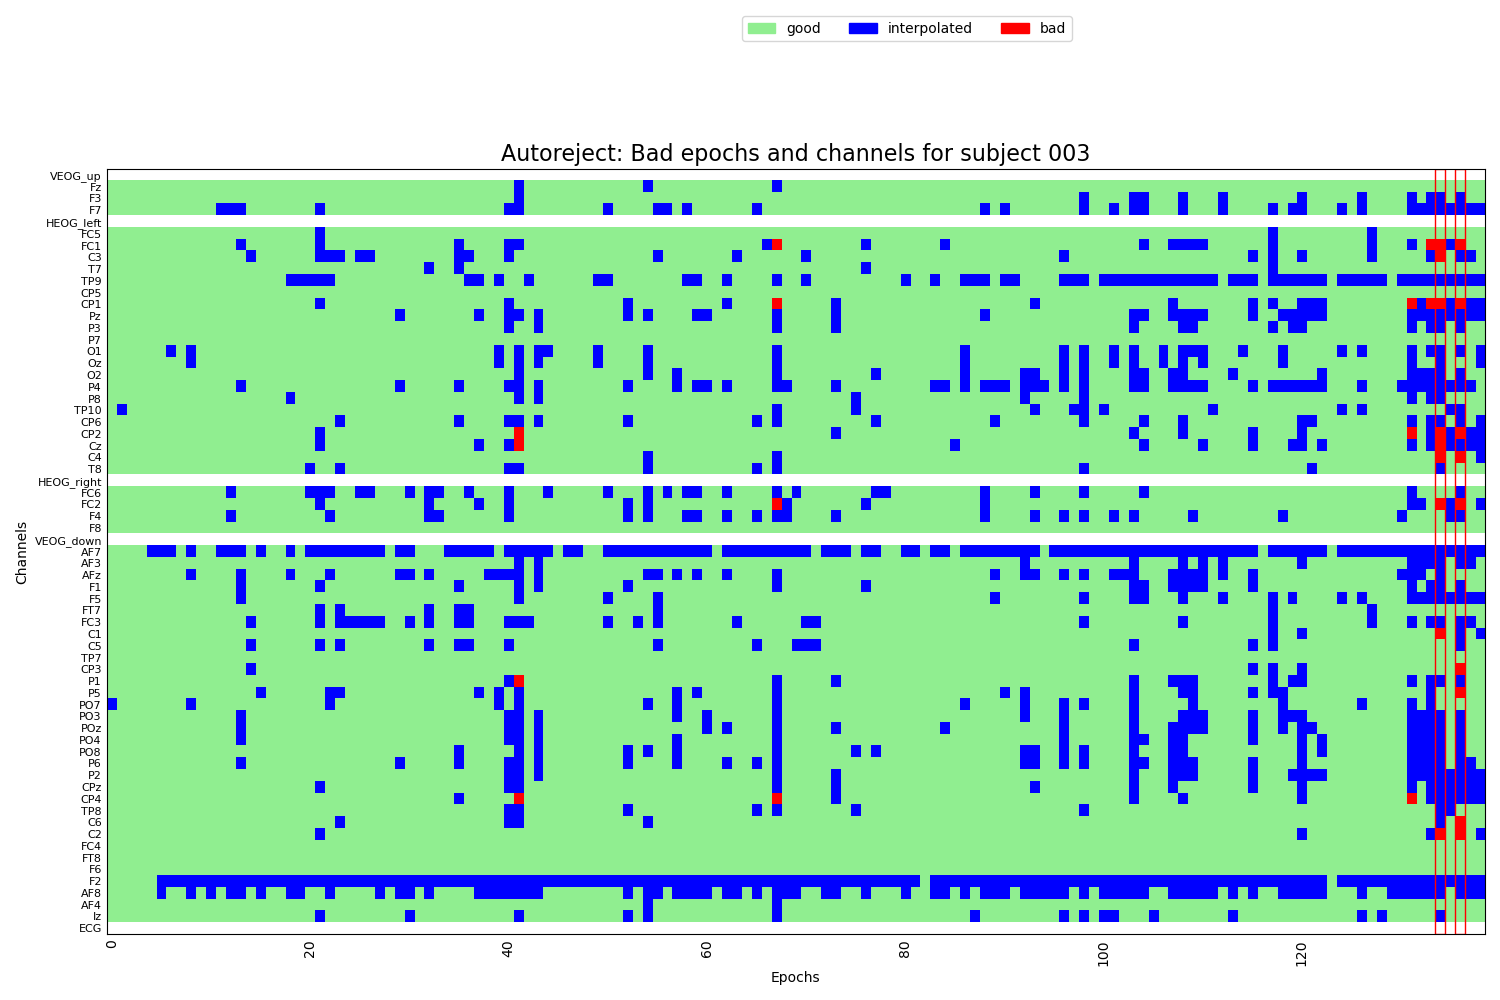 good interpolated bad
Autoreject: Bad epochs and channels for subject 003
Channels
VEOG_up
Fz
F3
F7
HEOG_left
FC5
FC1
C3
T7
TP9
CP5
CP1
Pz
P3
P7
O1
Oz
O2
P4
P8
TP10
CP6
CP2
Cz
C4
T8
HEOG_right
FC6
FC2
F4
F8
VEOG_down
AF7
AF3
AFz
F1
F5
FT7
FC3
C1
C5
TP7
CP3
P1
P5
PO7
PO3
POz
PO4
PO8
P6
P2
CPz
CP4
TP8
C6
C2
FC4
FT8
F6
F2
AF8
AF4
Iz
ECG
0 20 40 60 80 100 120
Epochs